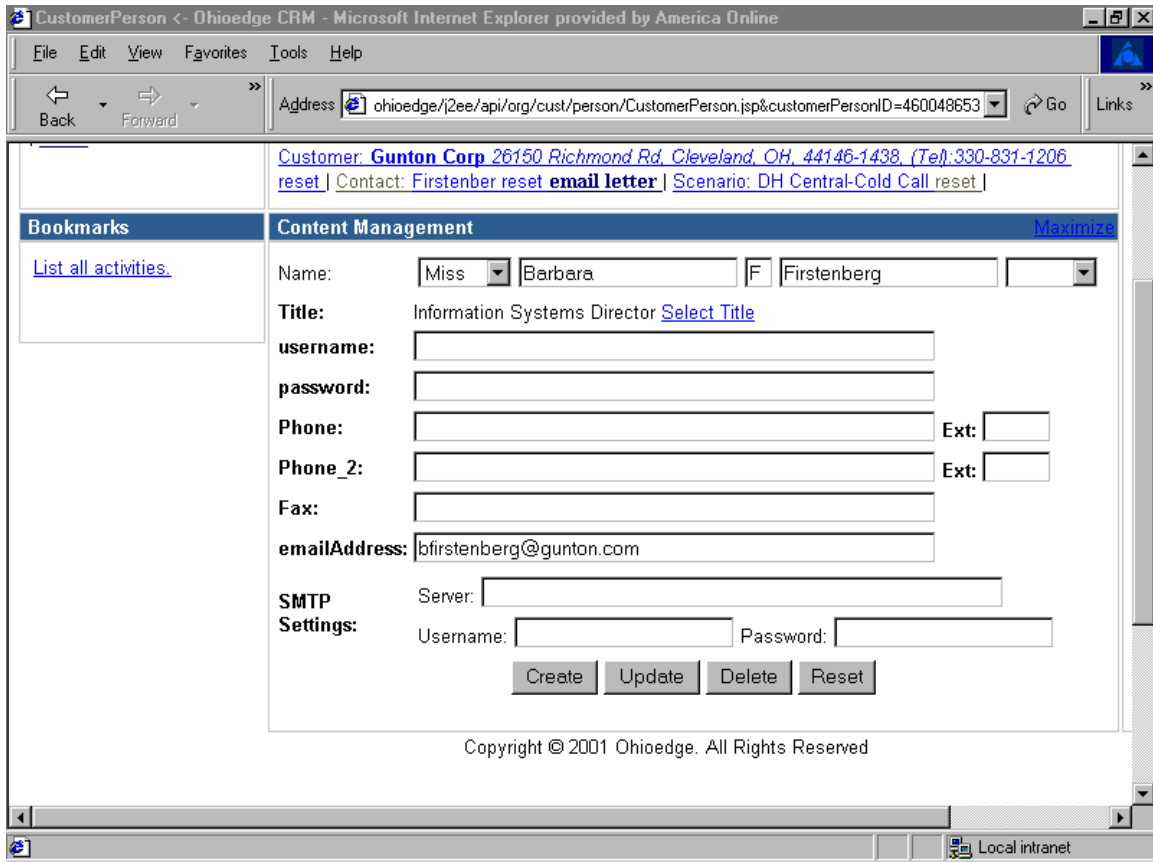 CustomerPerson <- Ohioedge CRM - Microsoft Internet Explorer provided by America Online
File Edit View Favorites Tools Help
Back Forward » Address ohioedge/j2ee/api/org/cust/person/CustomerPerson.jsp&customerPersonID=460048653 Go Links »
Customer: Gunton Corp 26150 Richmond Rd, Cleveland, OH, 44146-1438, (Tel):330-831-1206
reset | Contact: Firstenber reset email letter | Scenario: DH Central-Cold Call reset |
Bookmarks
List all activities.
Content Management Maximize
Name: Miss Barbara F Firstenberg
Title: Information Systems Director Select Title
username:
password:
Phone: Ext:
Phone_2: Ext:
Fax:
emailAddress: bfirstenberg@gunton.com
SMTP Settings: Server:
Username: Password:
Create Update Delete Reset
Copyright © 2001 Ohioedge. All Rights Reserved
Local intranet